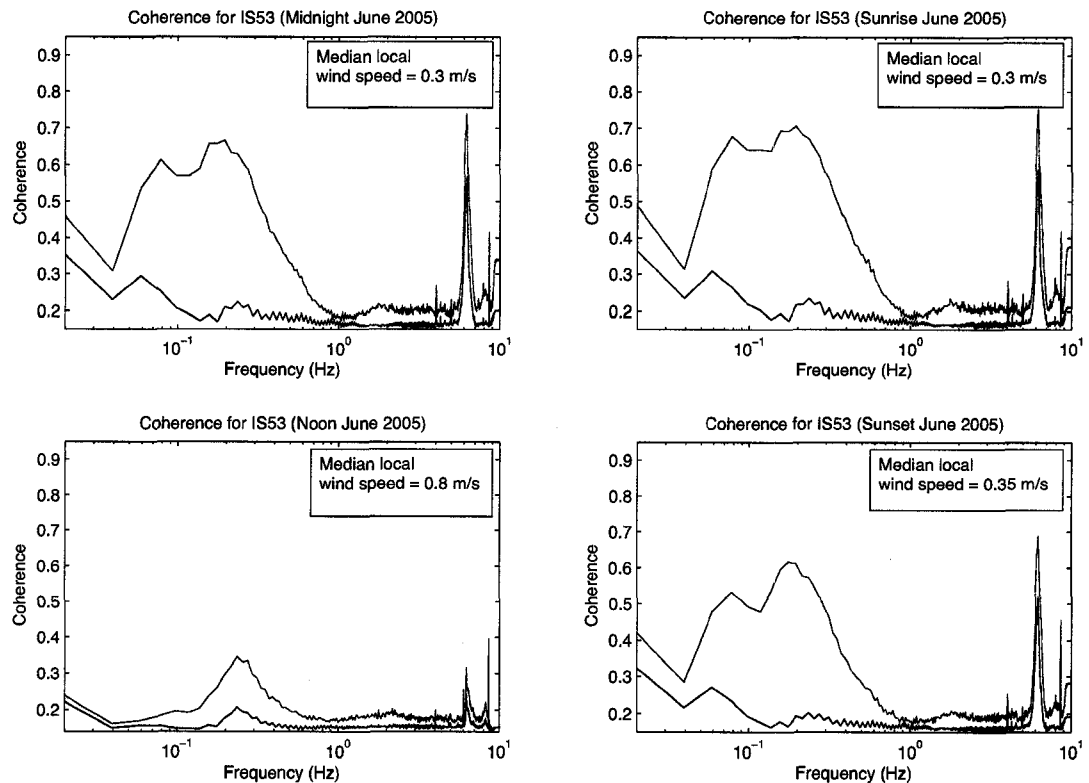 Coherence for IS53 (Midnight June 2005)
Median local
wind speed = 0.3 m/s
Coherence
0.9
0.8
0.7
0.6
0.5
0.4
0.3
0.2
10^-1
10^0
10^1
Frequency (Hz)
Coherence for IS53 (Sunrise June 2005)
Median local
wind speed = 0.3 m/s
Coherence
0.9
0.8
0.7
0.6
0.5
0.4
0.3
0.2
10^-1
10^0
10^1
Frequency (Hz)
Coherence for IS53 (Noon June 2005)
Median local
wind speed = 0.8 m/s
Coherence
0.9
0.8
0.7
0.6
0.5
0.4
0.3
0.2
10^-1
10^0
10^1
Frequency (Hz)
Coherence for IS53 (Sunset June 2005)
Median local
wind speed = 0.35 m/s
Coherence
0.9
0.8
0.7
0.6
0.5
0.4
0.3
0.2
10^-1
10^0
10^1
Frequency (Hz)